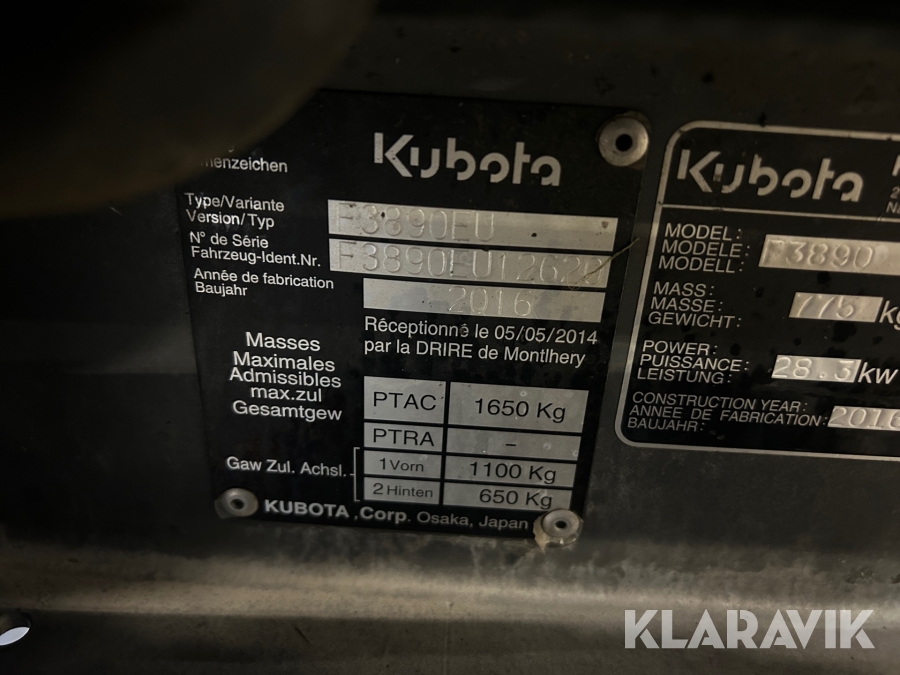 Kubota
Type/Variante
Version/Typ
F3890EU
N° de Série
Fahrzeug-Ident.Nr.
F3890EU12620
Année de fabrication
Baujahr
2016
Réceptionné le 05/05/2014
par la DRIRE de Montlhery
Masses
Maximales
Admissibles
max.zul
Gesamtgew
PTAC 1650 Kg
PTRA -
Gaw Zul. Achsl.
1 Vorn 1100 Kg
2 Hinten 650 Kg
KUBOTA ,Corp. Osaka, Japan
Kubota
MODEL:
MODELE:
MODELL:
F3890
MASS:
MASSE:
GEWICHT:
775 kg
POWER:
PUISSANCE:
LEISTUNG:
28.3 kw
CONSTRUCTION YEAR:
ANNEE DE FABRICATION:
BAUJAHR:
2016
KLARAVIK